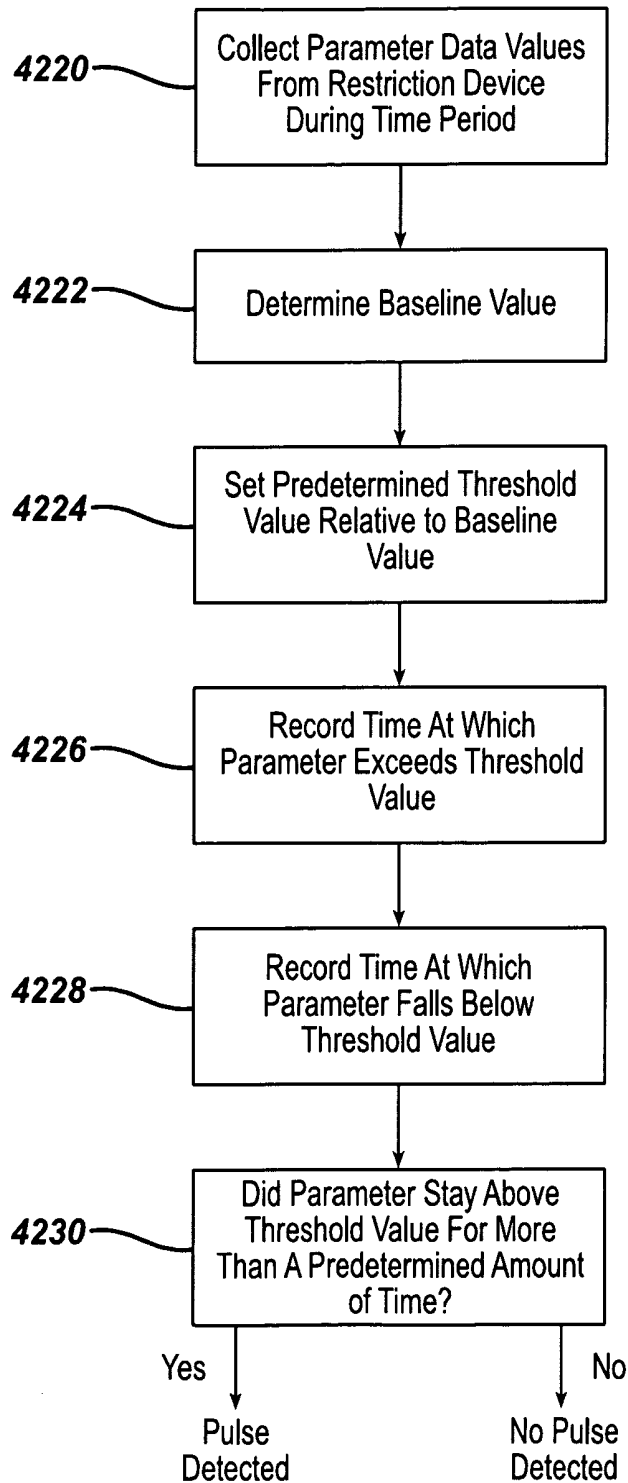 4220
Collect Parameter Data Values
From Restriction Device
During Time Period
4222
Determine Baseline Value
4224
Set Predetermined Threshold
Value Relative to Baseline
Value
4226
Record Time At Which
Parameter Exceeds Threshold
Value
4228
Record Time At Which
Parameter Falls Below
Threshold Value
4230
Did Parameter Stay Above
Threshold Value For More
Than A Predetermined Amount
of Time?
Yes
No
Pulse
Detected
No Pulse
Detected